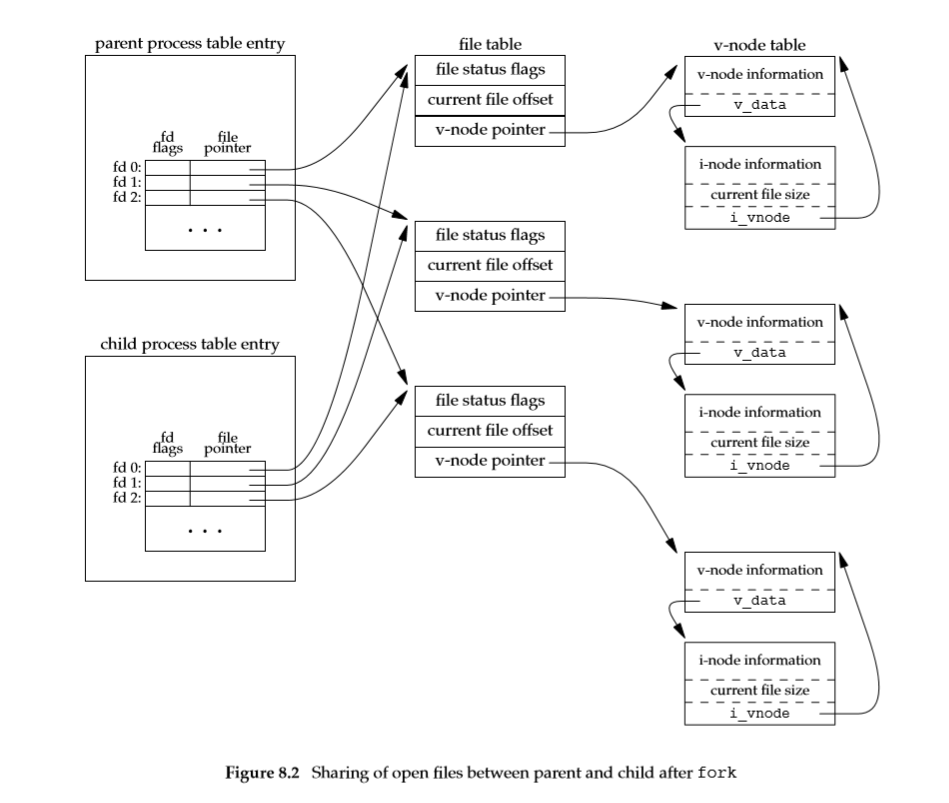 parent process table entry
fd flags
file pointer
fd 0:
fd 1:
fd 2:
. . .
child process table entry
fd flags
file pointer
fd 0:
fd 1:
fd 2:
. . .
file table
file status flags
current file offset
v-node pointer
file status flags
current file offset
v-node pointer
file status flags
current file offset
v-node pointer
v-node table
v-node information
v_data
i-node information
current file size
i_vnode
v-node information
v_data
i-node information
current file size
i_vnode
v-node information
v_data
i-node information
current file size
i_vnode
Figure 8.2 Sharing of open files between parent and child after fork